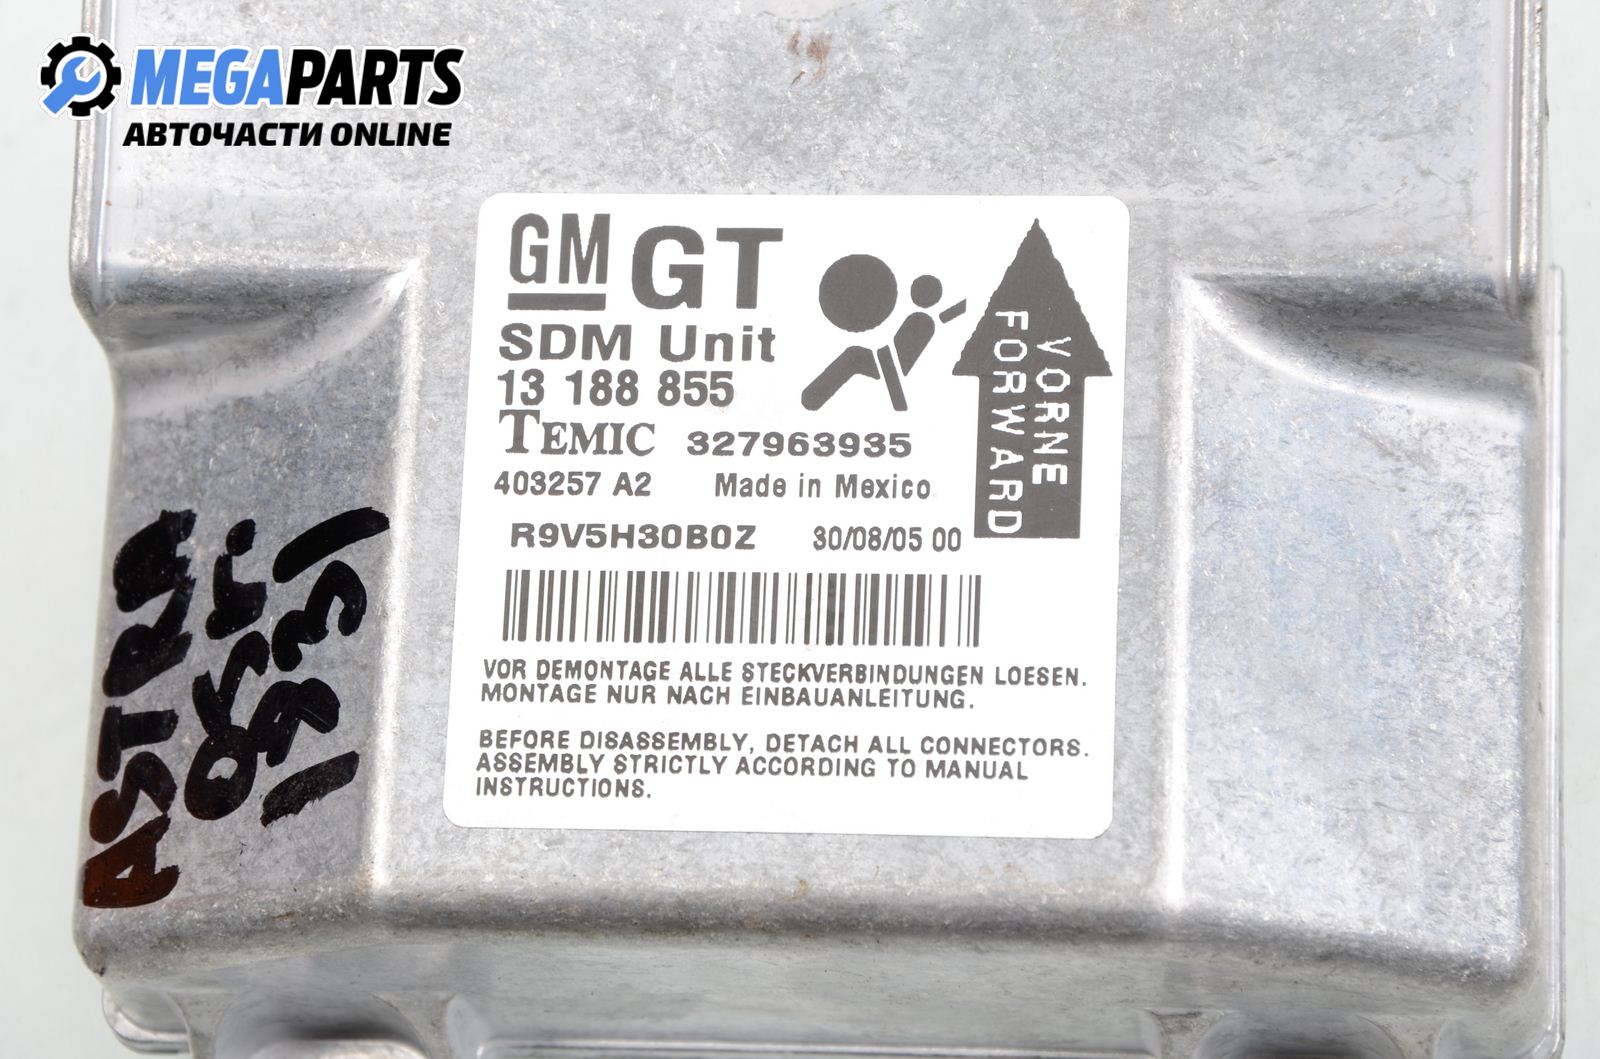 MEGAPARTS
АВТОЧАСТИ ONLINE
GM GT
SDM Unit
13 188 855
TEMIC 327963935
403257 A2 Made in Mexico
R9V5H30B0Z 30/08/05 00
VORNE
FORWARD
VOR DEMONTAGE ALLE STECKVERBINDUNGEN LOESEN.
MONTAGE NUR NACH EINBAUANLEITUNG.
BEFORE DISASSEMBLY, DETACH ALL CONNECTORS.
ASSEMBLY STRICTLY ACCORDING TO MANUAL
INSTRUCTIONS.
05г.